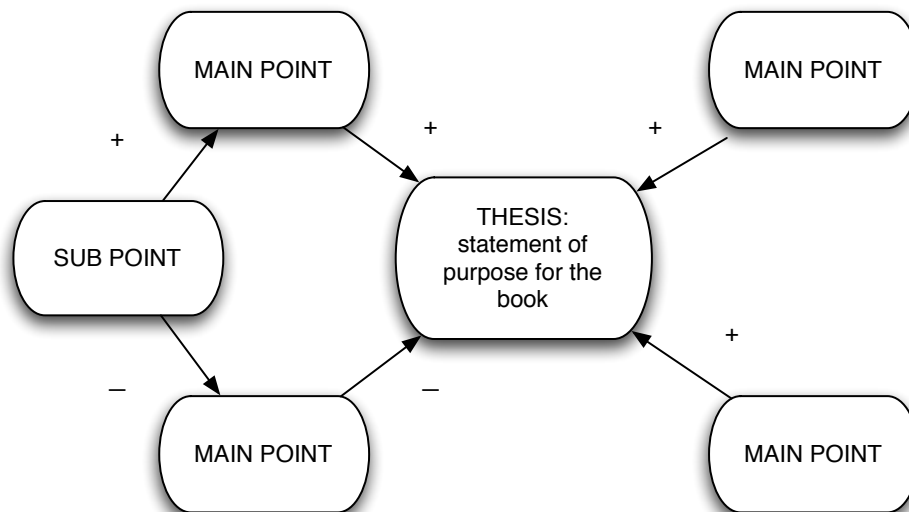 MAIN POINT
MAIN POINT
+
+
+
THESIS:
statement of
purpose for the
book
SUB POINT
+
–
–
MAIN POINT
MAIN POINT